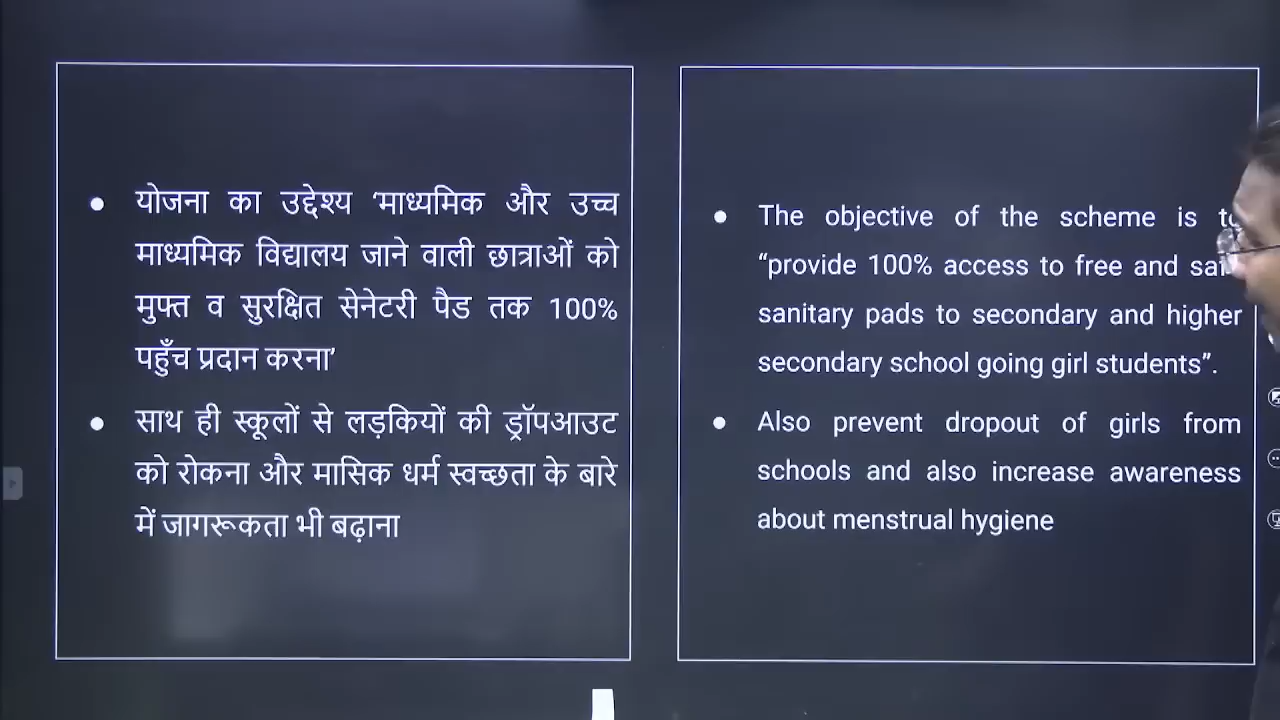 योजना का उद्देश्य ‘माध्यमिक और उच्च
माध्यमिक विद्यालय जाने वाली छात्राओं को
मुफ्त व सुरक्षित सेनेटरी पैड तक 100%
पहुँच प्रदान करना’
साथ ही स्कूलों से लड़कियों की ड्रॉपआउट
को रोकना और मासिक धर्म स्वच्छता के बारे
में जागरूकता भी बढ़ाना
The objective of the scheme is
“provide 100% access to free and
sanitary pads to secondary and higher
secondary school going girl students”.
Also prevent dropout of girls from
schools and also increase awareness
about menstrual hygiene